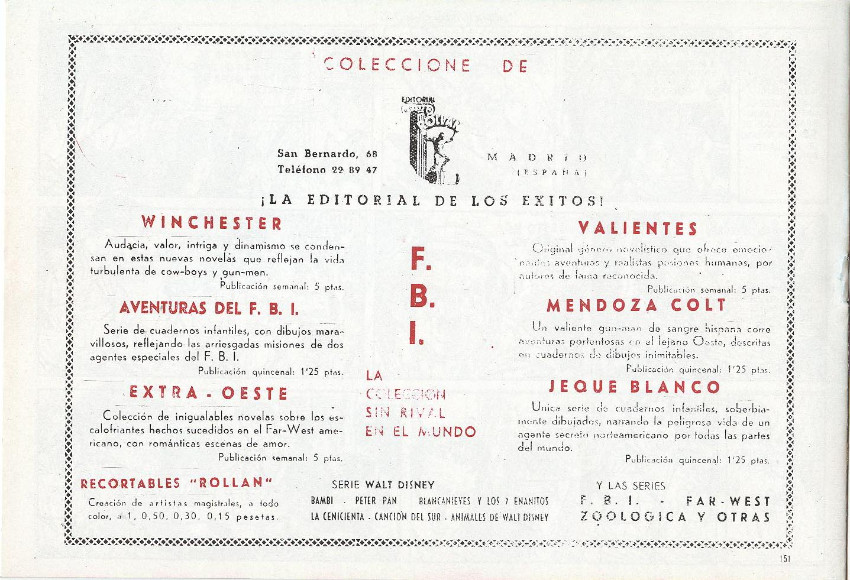 COLECCIONE DE
EDITORIAL
ROLLAN
San Bernardo, 68
Teléfono 22 89 47
MADRID
(ESPAÑA)
¡LA EDITORIAL DE LOS EXITOS!
WINCHESTER
Audacia, valor, intriga y dinamismo se conden-
san en estas nuevas novelas que reflejan la vida
turbulenta de cow-boys y gun-men.
Publicación semanal: 5 ptas.
AVENTURAS DEL F. B. I.
Serie de cuadernos infantiles, con dibujos mara-
villosos, reflejando las arriesgadas misiones de dos
agentes especiales del F. B. I.
Publicación quincenal: 1'25 ptas.
EXTRA - OESTE
Colección de inigualables novelas sobre los es-
calofriantes hechos sucedidos en el Far-West ame-
ricano, con románticas escenas de amor.
Publicación semanal: 5 ptas.
F.
B.
I.
LA
COLECCIÓN
SIN RIVAL
EN EL MUNDO
VALIENTES
Original género novelístico que ofrece emocio-
nantes aventuras y realistas pasiones humanas, por
autores de fama reconocida.
Publicación semanal: 5 ptas.
MENDOZA COLT
Un valiente gun-man de sangre hispana corre
aventuras portentosas en el lejano Oeste, descritas
en cuadernos de dibujos inimitables.
Publicación quincenal: 1'25 ptas.
JEQUE BLANCO
Unica serie de cuadernos infantiles, soberbia-
mente dibujados, narrando la peligrosa vida de un
agente secreto norteamericano por todas las partes
del mundo.
Publicación quincenal: 1'25 ptas.
RECORTABLES "ROLLAN"
Creación de artistas magistrales, a todo
color, a 1, 0,50, 0,30, 0,15 pesetas.
SERIE WALT DISNEY
BAMBI - PETER PAN BLANCANIEVES Y LOS 7 ENANITOS
LA CENICIENTA - CANCIÓN DEL SUR - ANIMALES DE WALT DISNEY
Y LAS SERIES
F. B. I. - FAR-WEST
ZOOLOGICA Y OTRAS
151